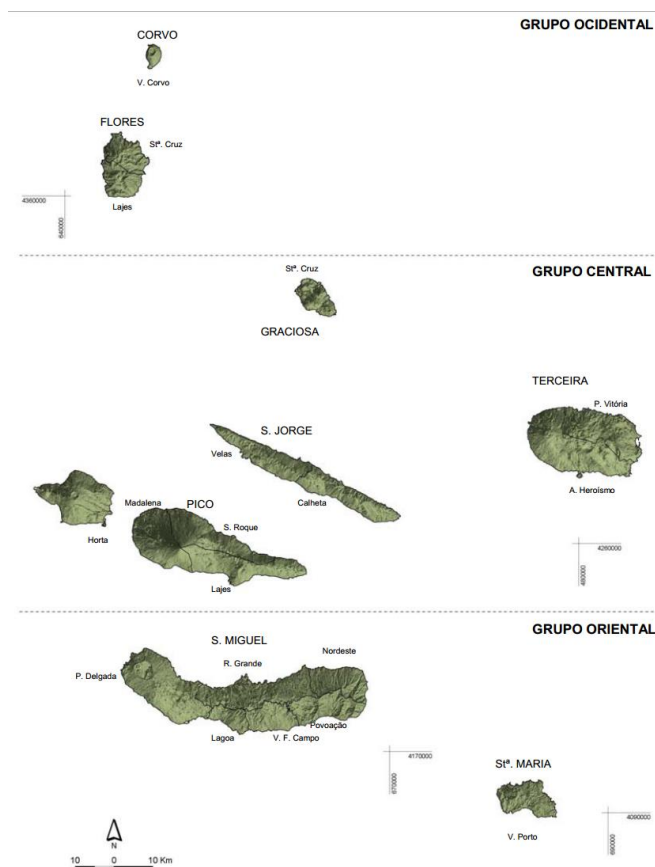 GRUPO OCIDENTAL
CORVO
V. Corvo
FLORES
Stª. Cruz
Lajes
4360000
640000
GRUPO CENTRAL
Stª. Cruz
GRACIOSA
TERCEIRA
P. Vitória
A. Heroísmo
S. JORGE
Velas
Calheta
Madalena
PICO
S. Roque
Horta
Lajes
4280000
480000
GRUPO ORIENTAL
S. MIGUEL
Nordeste
R. Grande
P. Delgada
Povoação
Lagoa
V. F. Campo
4170000
670000
Stª. MARIA
V. Porto
4090000
690000
N
10 0 10 Km